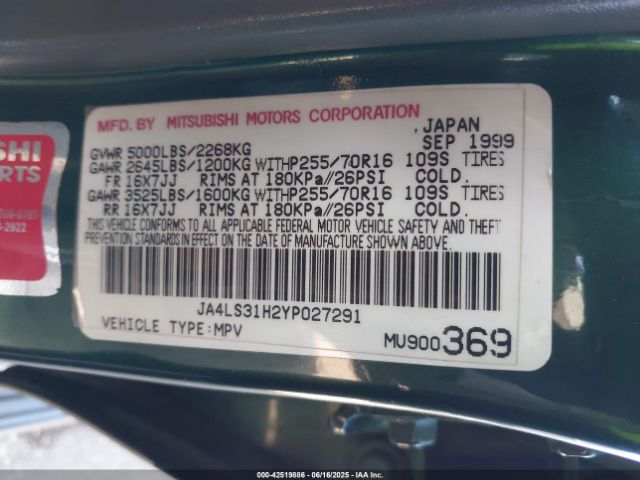 MFD. BY MITSUBISHI MOTORS CORPORATION
, JAPAN
GVWR 5000LBS/2268KG SEP 1999
GAWR 2645LBS/1200KG WITH P255/70R16 109S TIRES
FR 16X7JJ RIMS AT 180KPa//26PSI COLD.
GAWR 3525LBS/1600KG WITH P255/70R16 109S TIRES
RR 16X7JJ RIMS AT 180KPa//26PSI COLD.
THIS VEHICLE CONFORMS TO ALL APPLICABLE FEDERAL MOTOR VEHICLE SAFETY AND THEFT
PREVENTION STANDARDS IN EFFECT ON THE DATE OF MANUFACTURE SHOWN ABOVE.
JA4LS31H2YP027291
VEHICLE TYPE:MPV MU900369
ISHI
RTS
-2922
000-42519886 - 06/16/2025 - IAA Inc.